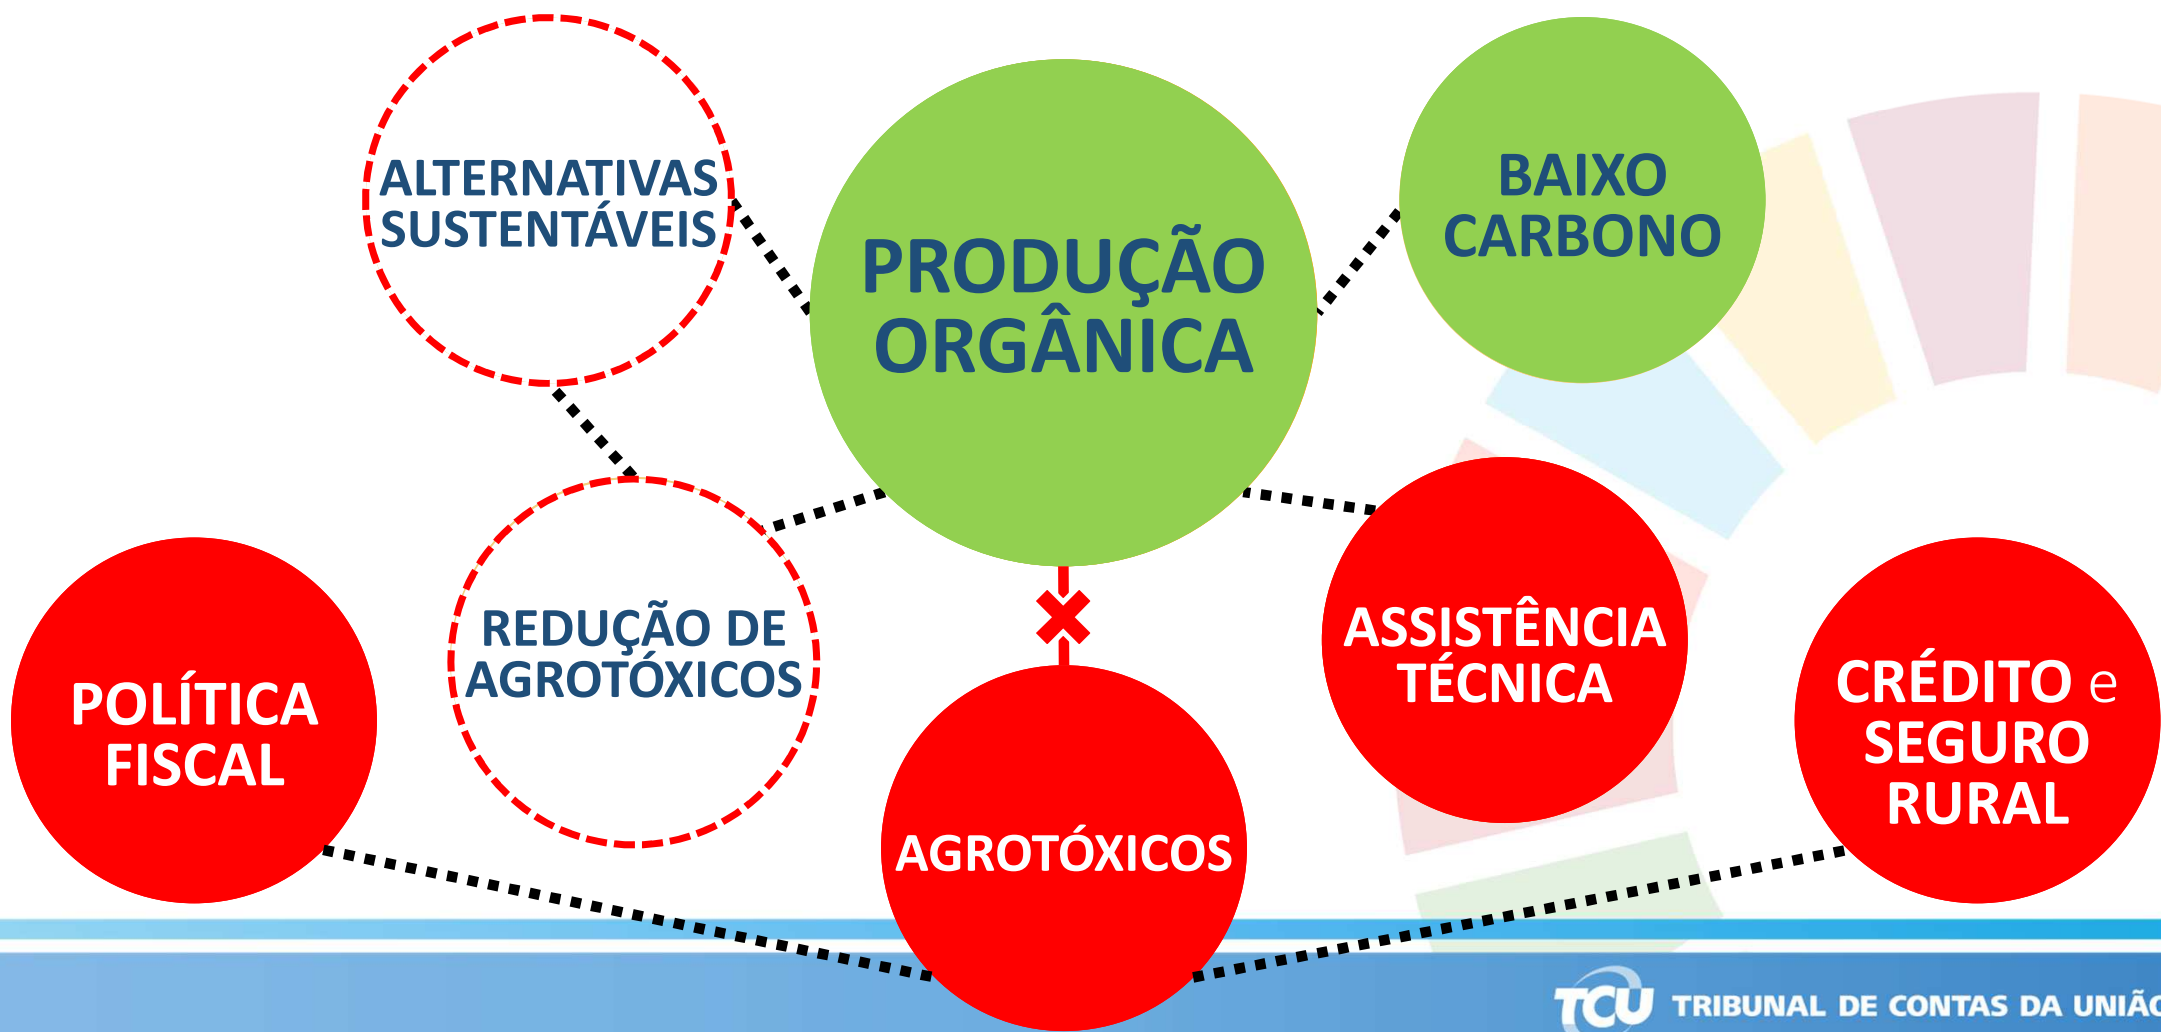 ALTERNATIVAS
SUSTENTÁVEIS
PRODUÇÃO
ORGÂNICA
BAIXO
CARBONO
POLÍTICA
FISCAL
REDUÇÃO DE
AGROTÓXICOS
AGROTÓXICOS
ASSISTÊNCIA
TÉCNICA
CRÉDITO e
SEGURO
RURAL
TCU TRIBUNAL DE CONTAS DA UNIÃO